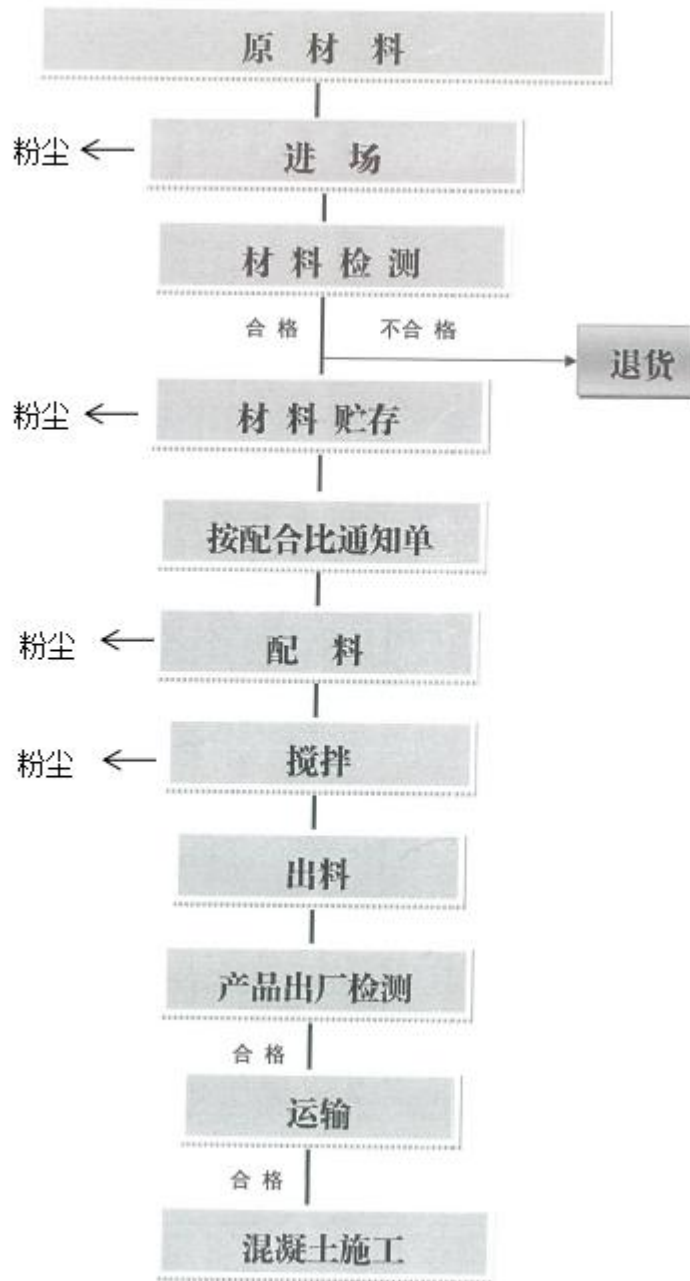 原 材 料
粉尘
进 场
材 料 检 测
合 格
不合 格
退货
粉尘
材 料 贮存
按配合比通知单
粉尘
配 料
粉尘
搅拌
出料
产品出厂检测
合 格
运输
合 格
混凝土施工